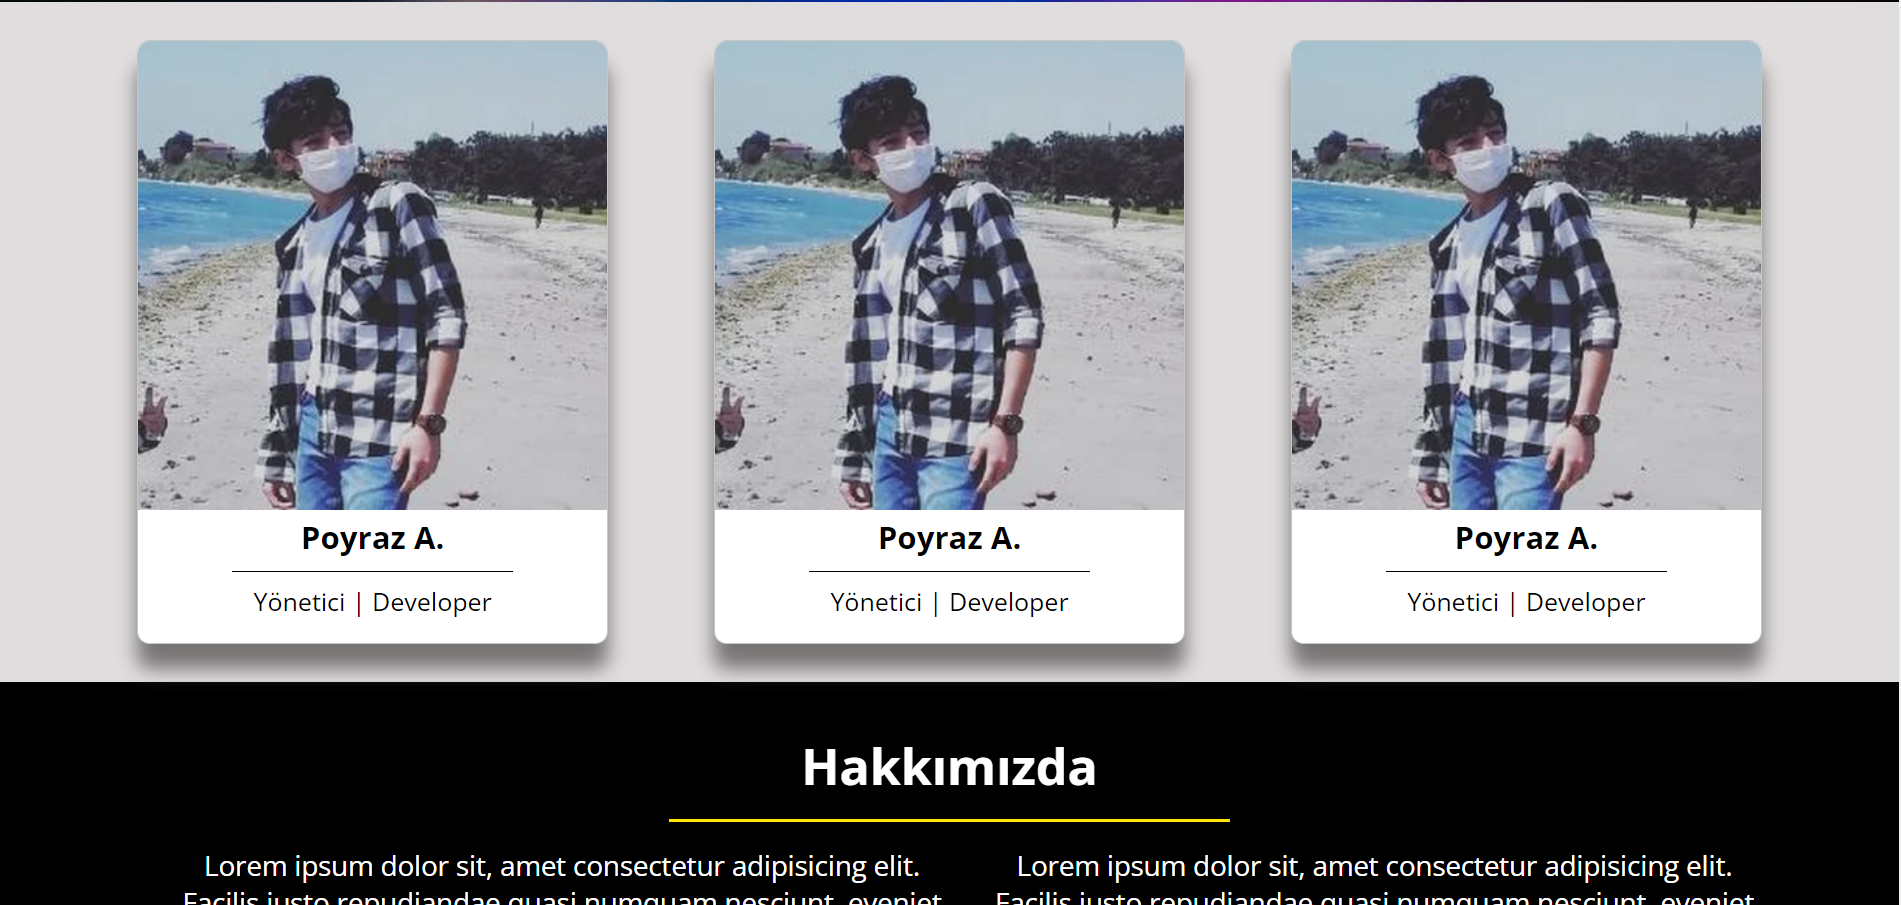 Poyraz A.
Yönetici | Developer
Poyraz A.
Yönetici | Developer
Poyraz A.
Yönetici | Developer
Hakkımızda
Lorem ipsum dolor sit, amet consectetur adipisicing elit.
Facilis iusto repudiandae quasi numquam nesciunt, eveniet
Lorem ipsum dolor sit, amet consectetur adipisicing elit.
Facilis iusto repudiandae quasi numquam nesciunt, eveniet